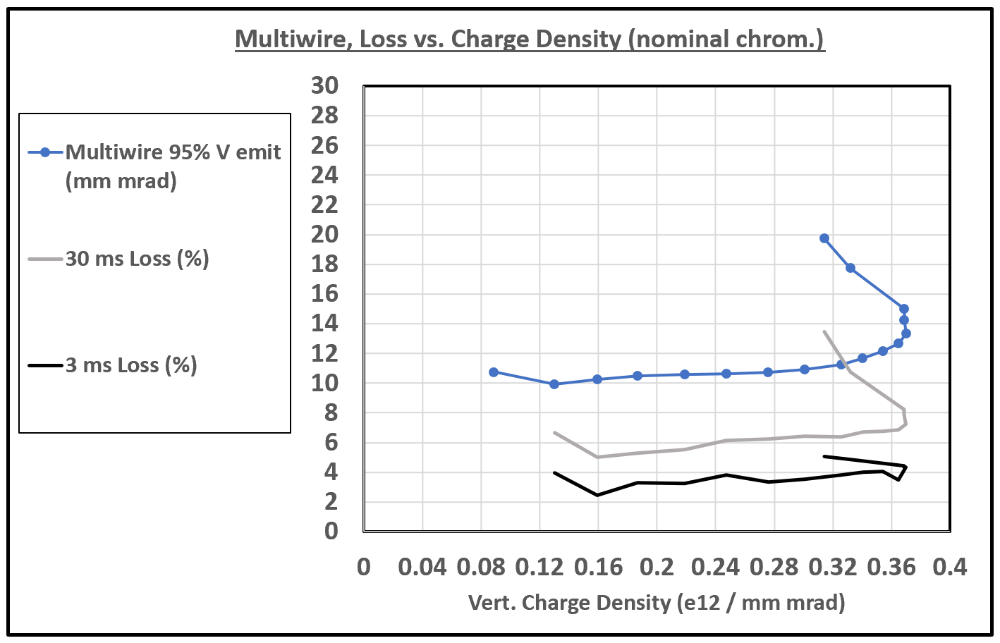 Multiwire, Loss vs. Charge Density (nominal chrom.)
Multiwire 95% V emit
(mm mrad)
30 ms Loss (%)
3 ms Loss (%)
30
28
26
24
22
20
18
16
14
12
10
8
6
4
2
0
0 0.04 0.08 0.12 0.16 0.2 0.24 0.28 0.32 0.36 0.4
Vert. Charge Density (e12 / mm mrad)